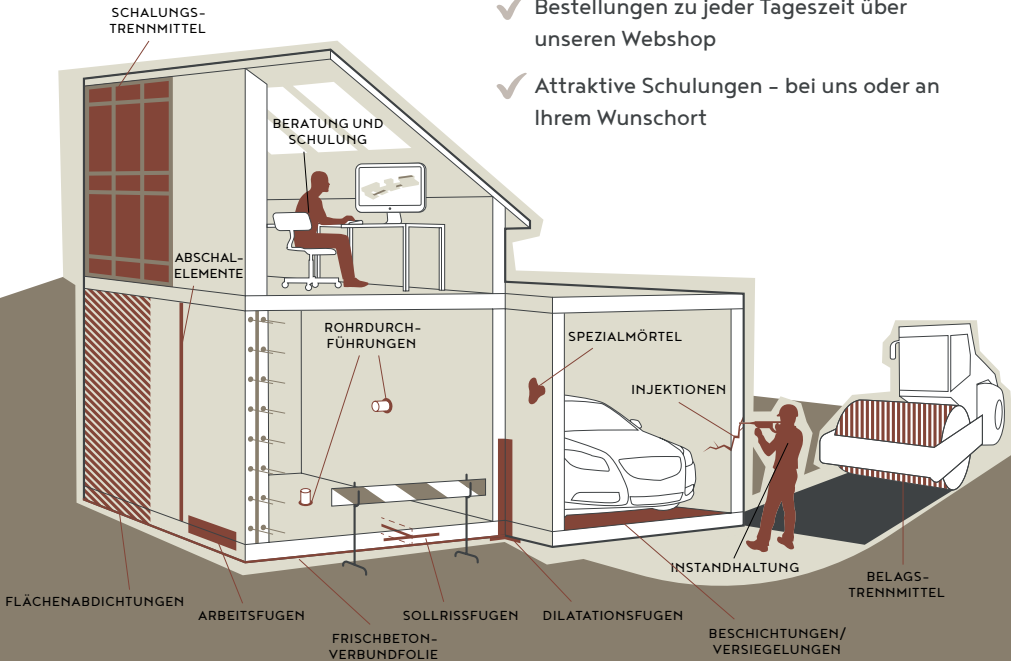 SCHALUNGS-
TRENNMITTEL
Bestellungen zu jeder Tageszeit über
unseren Webshop
Attraktive Schulungen – bei uns oder an
Ihrem Wunschort
BERATUNG UND
SCHULUNG
ABSCHAL-
ELEMENTE
ROHRDURCH-
FÜHRUNGEN
SPEZIALMÖRTEL
INJEKTIONEN
INSTANDHALTUNG
BELAGS-
TRENNMITTEL
FLÄCHENABDICHTUNGEN
ARBEITSFUGEN
SOLLRISSFUGEN
DILATATIONSFUGEN
FRISCHBETON-
VERBUNDFOLIE
BESCHICHTUNGEN/
VERSIEGELUNGEN